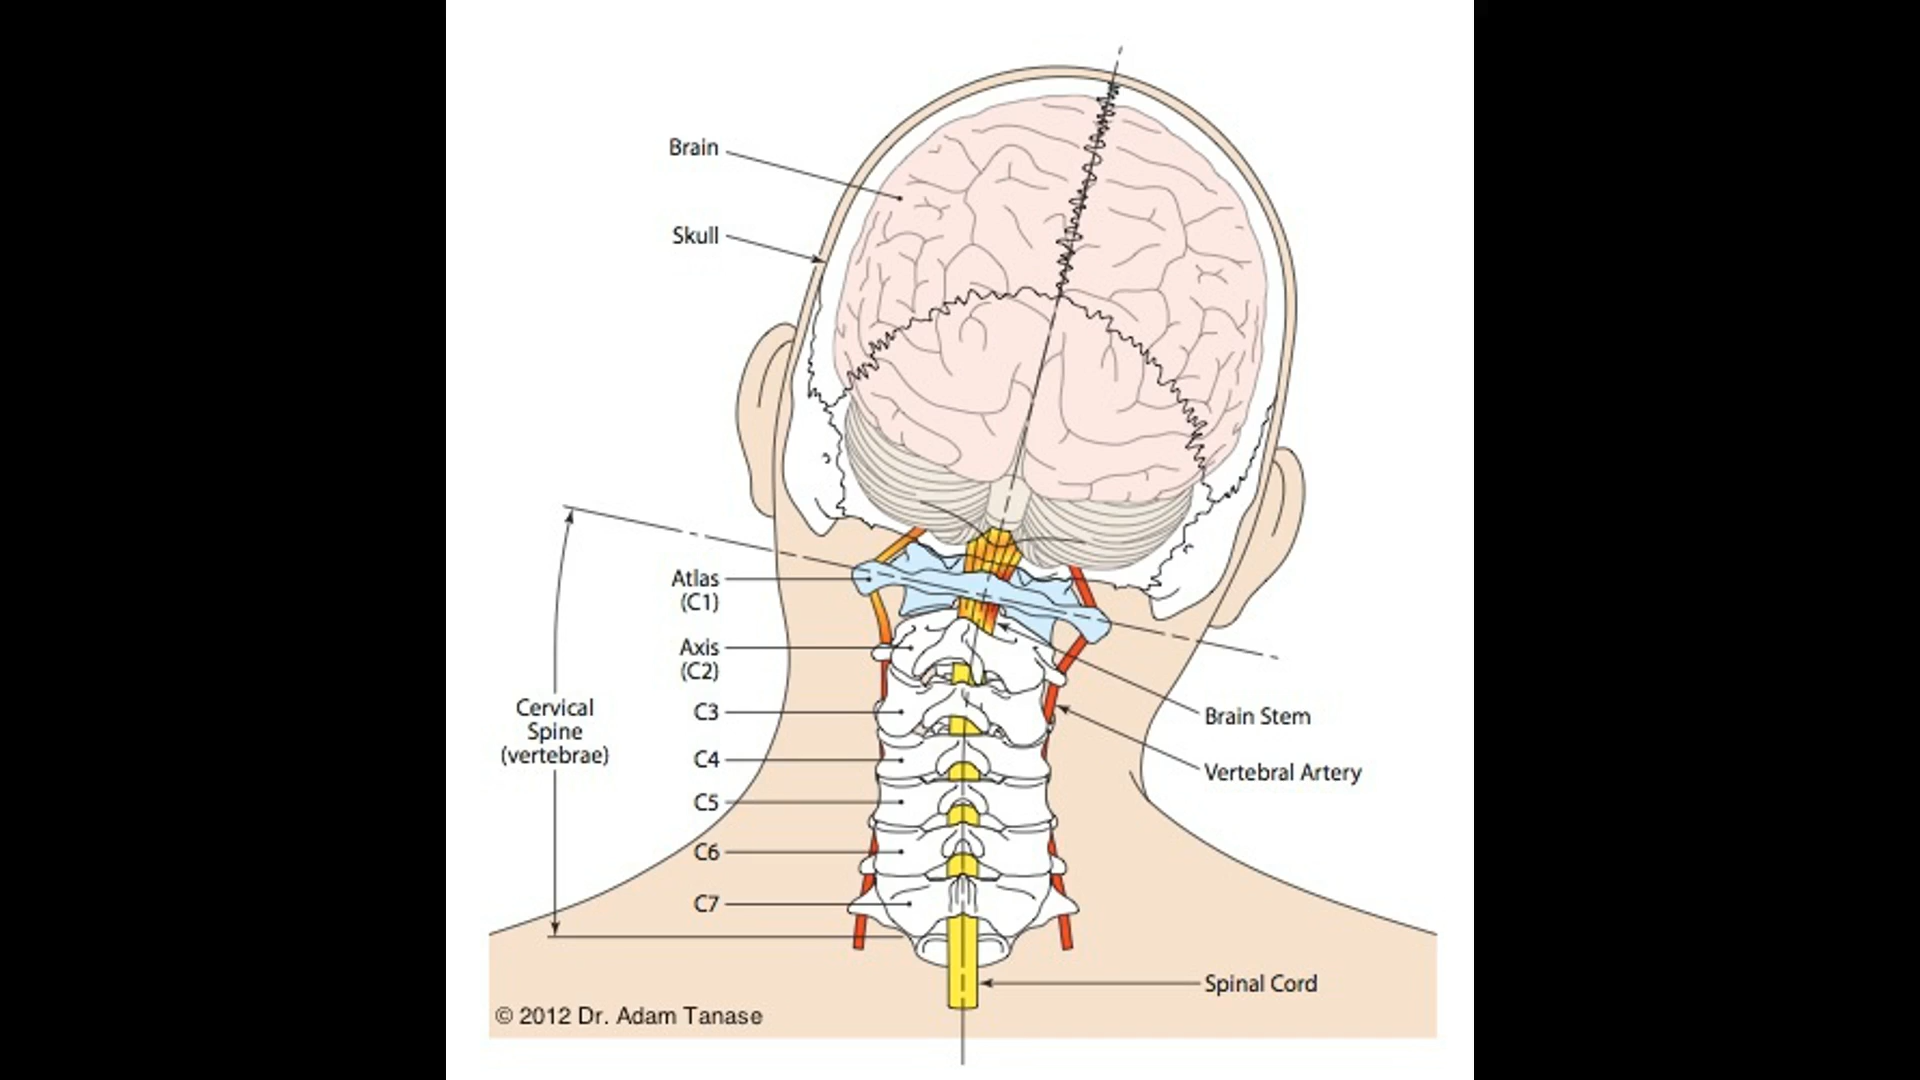 Brain
Skull
Atlas
(C1)
Axis
(C2)
Cervical
Spine
(vertebrae)
C3
C4
C5
C6
C7
Brain Stem
Vertebral Artery
Spinal Cord
© 2012 Dr. Adam Tanase